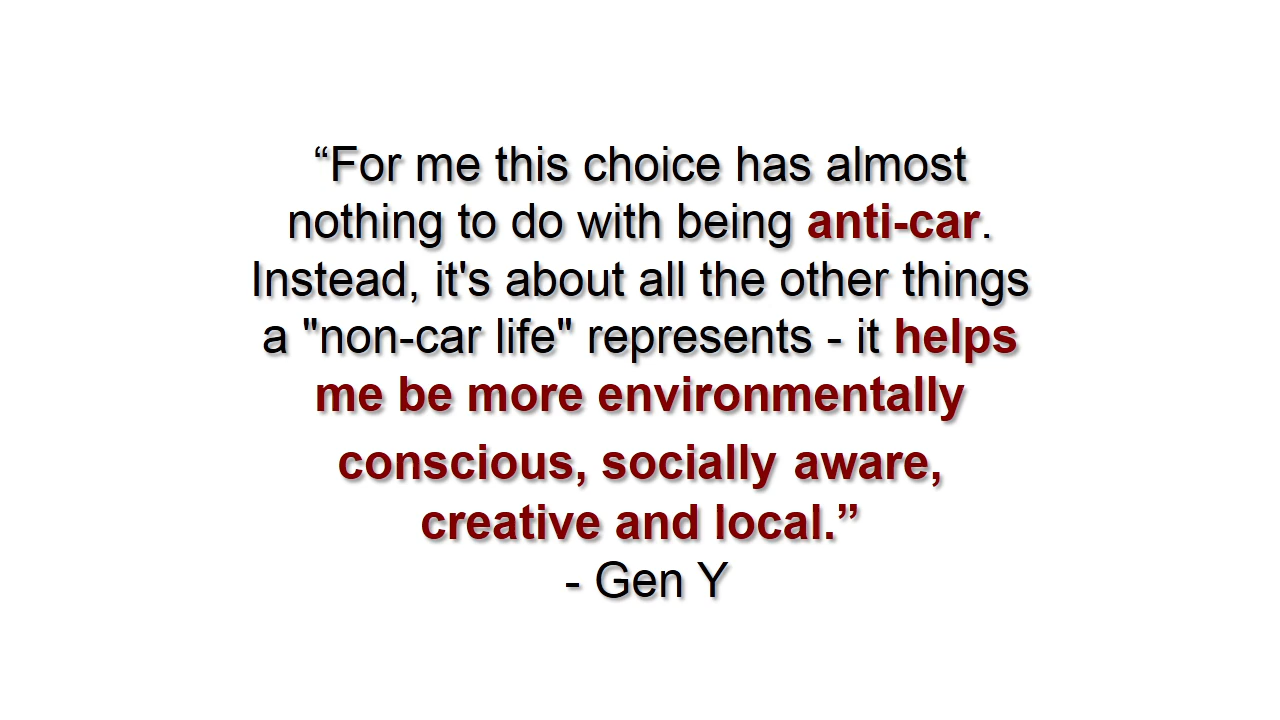 “For me this choice has almost
nothing to do with being anti-car.
Instead, it's about all the other things
a "non-car life" represents - it helps
me be more environmentally
conscious, socially aware,
creative and local.”
- Gen Y